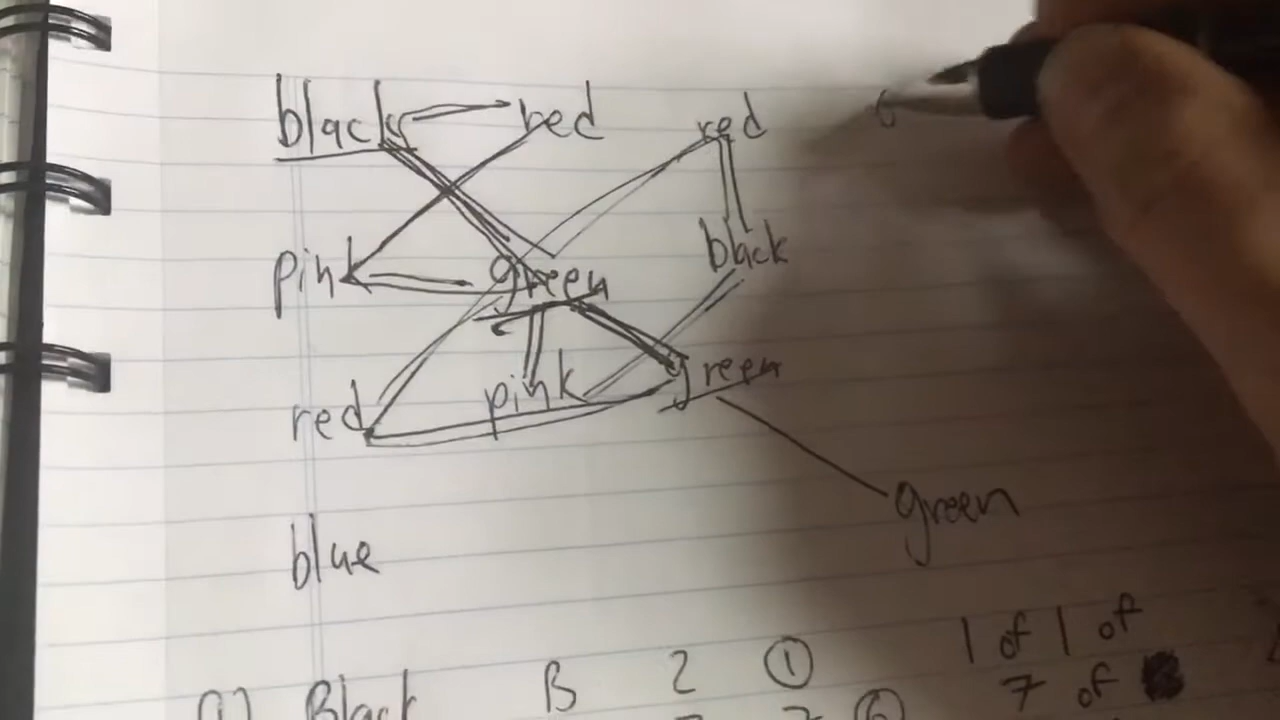 black red red
pink green black
red pink green
green
blue
Black B 2 ① 1 of 1 of
7 of